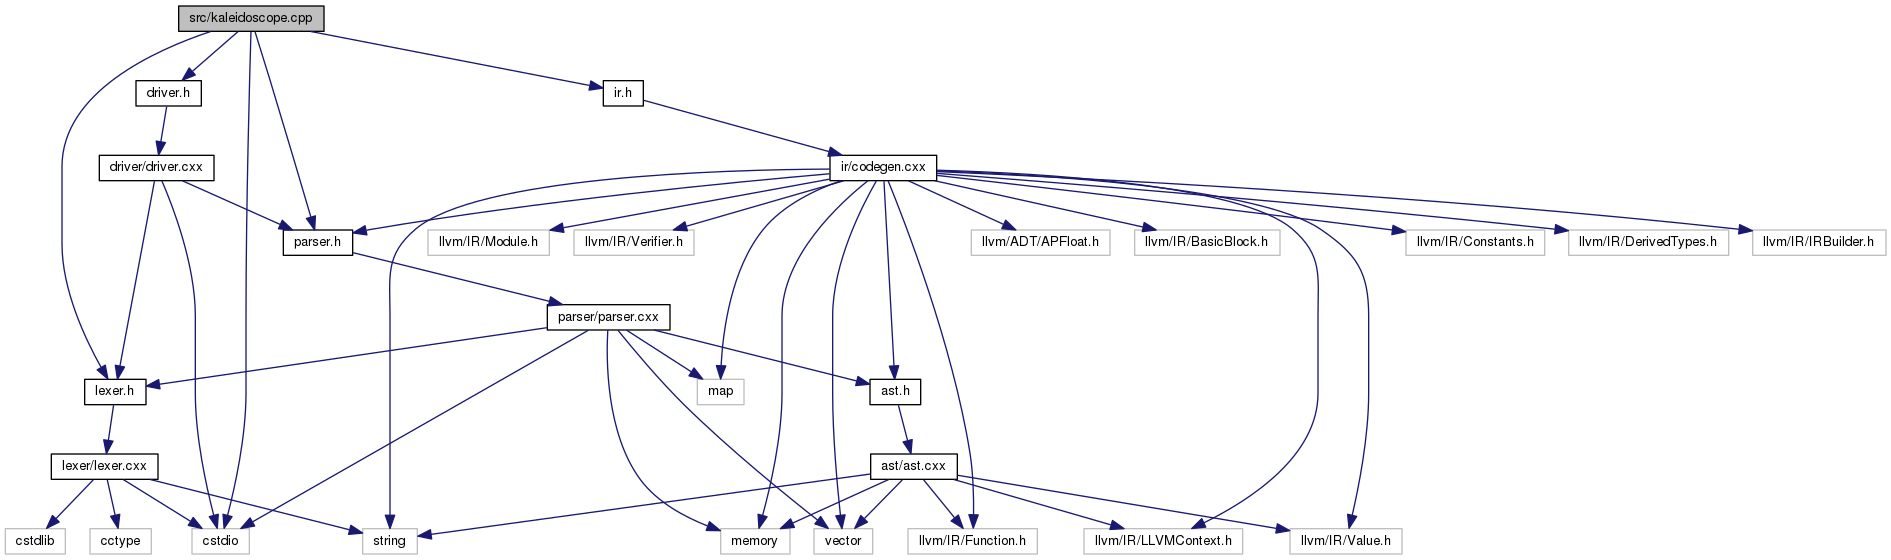 src/kaleidoscope.cpp
driver.h
ir.h
driver/driver.cxx
ir/codegen.cxx
parser.h
llvm/IR/Module.h
llvm/IR/Verifier.h
llvm/ADT/APFloat.h
llvm/IR/BasicBlock.h
llvm/IR/Constants.h
llvm/IR/DerivedTypes.h
llvm/IR/IRBuilder.h
parser/parser.cxx
lexer.h
map
ast.h
lexer/lexer.cxx
ast/ast.cxx
cstdlib
cctype
cstdio
string
memory
vector
llvm/IR/Function.h
llvm/IR/LLVMContext.h
llvm/IR/Value.h